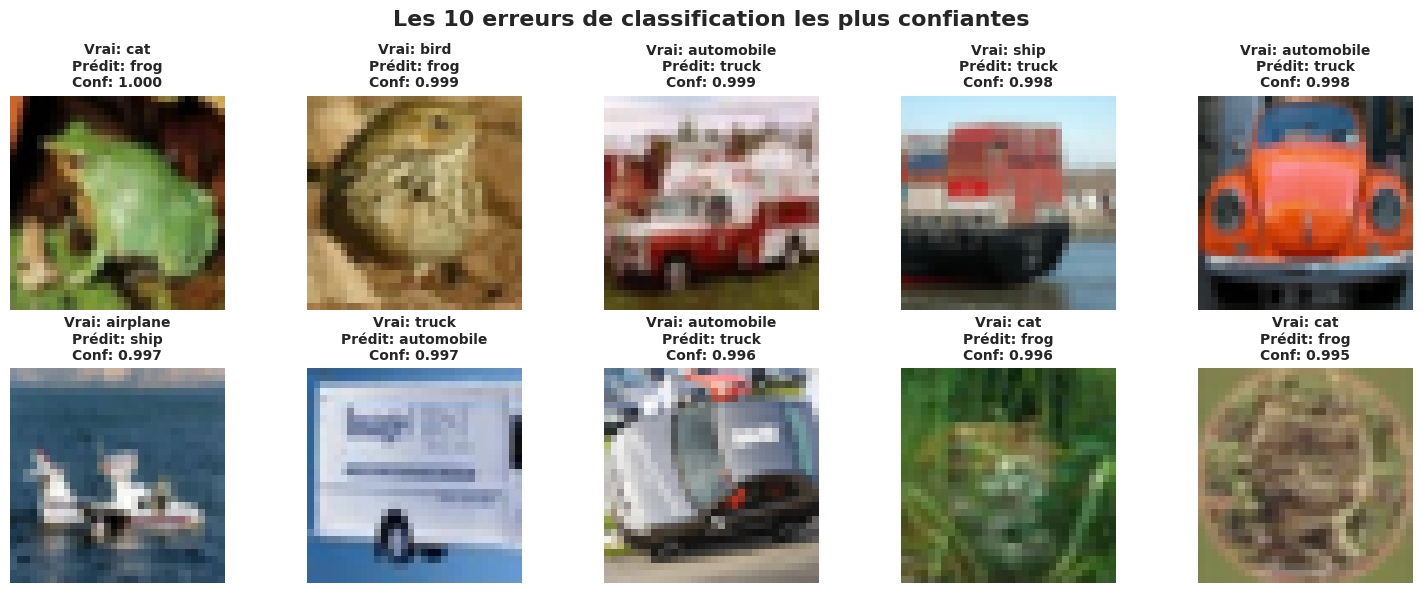 Les 10 erreurs de classification les plus confiantes
Vrai: cat
Prédit: frog
Conf: 1.000
Vrai: bird
Prédit: frog
Conf: 0.999
Vrai: automobile
Prédit: truck
Conf: 0.999
Vrai: ship
Prédit: truck
Conf: 0.998
Vrai: automobile
Prédit: truck
Conf: 0.998
Vrai: airplane
Prédit: ship
Conf: 0.997
Vrai: truck
Prédit: automobile
Conf: 0.997
Vrai: automobile
Prédit: truck
Conf: 0.996
Vrai: cat
Prédit: frog
Conf: 0.996
Vrai: cat
Prédit: frog
Conf: 0.995